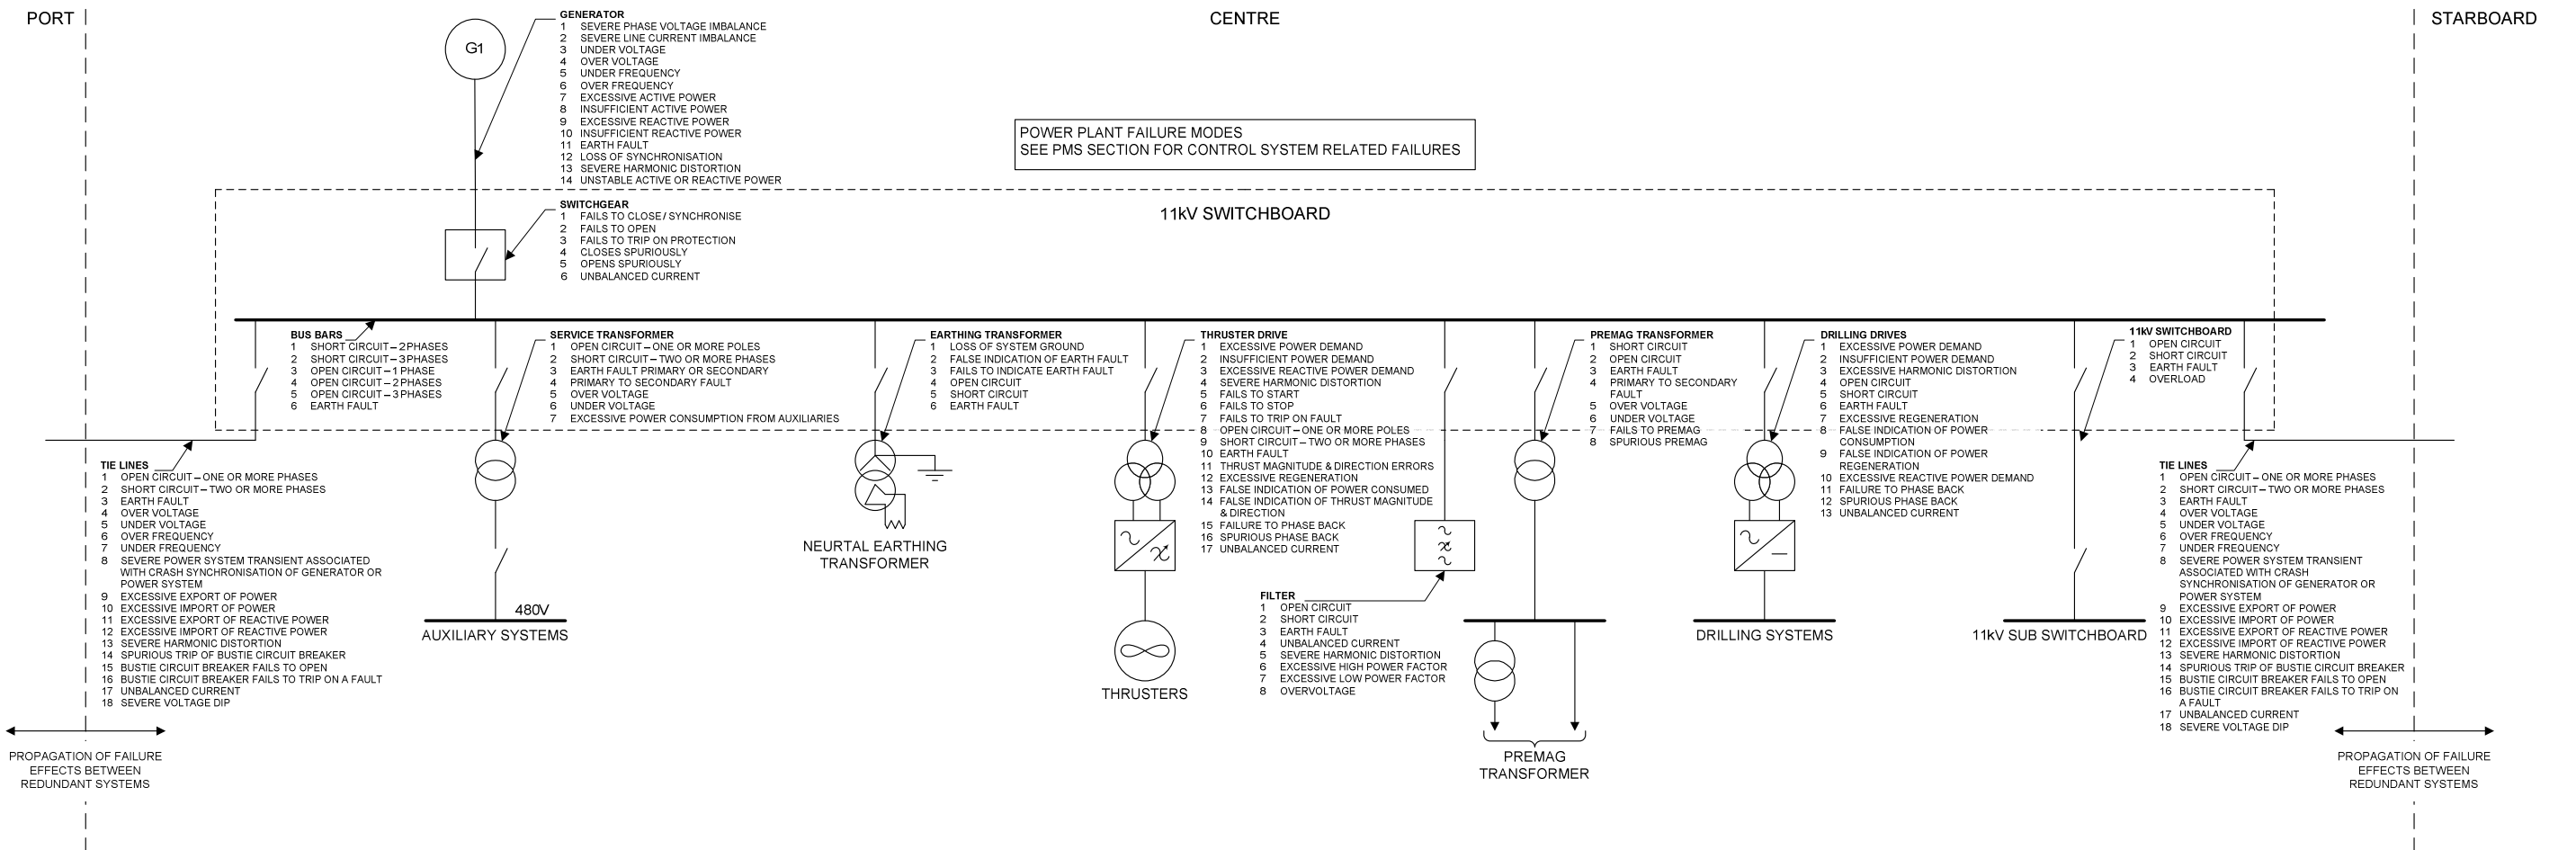 PORT
CENTRE
STARBOARD
G1
GENERATOR
1 SEVERE PHASE VOLTAGE IMBALANCE
2 SEVERE LINE CURRENT IMBALANCE
3 UNDER VOLTAGE
4 OVER VOLTAGE
5 UNDER FREQUENCY
6 OVER FREQUENCY
7 EXCESSIVE ACTIVE POWER
8 INSUFFICIENT ACTIVE POWER
9 EXCESSIVE REACTIVE POWER
10 INSUFFICIENT REACTIVE POWER
11 EARTH FAULT
12 LOSS OF SYNCHRONISATION
13 SEVERE HARMONIC DISTORTION
14 UNSTABLE ACTIVE OR REACTIVE POWER
POWER PLANT FAILURE MODES
SEE PMS SECTION FOR CONTROL SYSTEM RELATED FAILURES
SWITCHGEAR
1 FAILS TO CLOSE / SYNCHRONISE
2 FAILS TO OPEN
3 FAILS TO TRIP ON PROTECTION
4 CLOSES SPURIOUSLY
5 OPENS SPURIOUSLY
6 UNBALANCED CURRENT
11kV SWITCHBOARD
BUS BARS
1 SHORT CIRCUIT – 2 PHASES
2 SHORT CIRCUIT – 3 PHASES
3 OPEN CIRCUIT – 1 PHASE
4 OPEN CIRCUIT – 2 PHASES
5 OPEN CIRCUIT – 3 PHASES
6 EARTH FAULT
SERVICE TRANSFORMER
1 OPEN CIRCUIT – ONE OR MORE POLES
2 SHORT CIRCUIT – TWO OR MORE PHASES
3 EARTH FAULT PRIMARY OR SECONDARY
4 PRIMARY TO SECONDARY FAULT
5 OVER VOLTAGE
6 UNDER VOLTAGE
7 EXCESSIVE POWER CONSUMPTION FROM AUXILIARIES
EARTHING TRANSFORMER
1 LOSS OF SYSTEM GROUND
2 FALSE INDICATION OF EARTH FAULT
3 FAILS TO INDICATE EARTH FAULT
4 OPEN CIRCUIT
5 SHORT CIRCUIT
6 EARTH FAULT
THRUSTER DRIVE
1 EXCESSIVE POWER DEMAND
2 INSUFFICIENT POWER DEMAND
3 EXCESSIVE REACTIVE POWER DEMAND
4 SEVERE HARMONIC DISTORTION
5 FAILS TO START
6 FAILS TO STOP
7 FAILS TO TRIP ON FAULT
8 OPEN CIRCUIT – ONE OR MORE POLES
9 SHORT CIRCUIT – TWO OR MORE PHASES
10 EARTH FAULT
11 THRUST MAGNITUDE & DIRECTION ERRORS
12 EXCESSIVE REGENERATION
13 FALSE INDICATION OF POWER CONSUMED
14 FALSE INDICATION OF THRUST MAGNITUDE
& DIRECTION
15 FAILURE TO PHASE BACK
16 SPURIOUS PHASE BACK
17 UNBALANCED CURRENT
PREMAG TRANSFORMER
1 SHORT CIRCUIT
2 OPEN CIRCUIT
3 EARTH FAULT
4 PRIMARY TO SECONDARY
FAULT
5 OVER VOLTAGE
6 UNDER VOLTAGE
7 FAILS TO PREMAG
8 SPURIOUS PREMAG
DRILLING DRIVES
1 EXCESSIVE POWER DEMAND
2 INSUFFICIENT POWER DEMAND
3 EXCESSIVE HARMONIC DISTORTION
4 OPEN CIRCUIT
5 SHORT CIRCUIT
6 EARTH FAULT
7 EXCESSIVE REGENERATION
8 FALSE INDICATION OF POWER
CONSUMPTION
9 FALSE INDICATION OF POWER
REGENERATION
10 EXCESSIVE REACTIVE POWER DEMAND
11 FAILURE TO PHASE BACK
12 SPURIOUS PHASE BACK
13 UNBALANCED CURRENT
11kV SWITCHBOARD
1 OPEN CIRCUIT
2 SHORT CIRCUIT
3 EARTH FAULT
4 OVERLOAD
TIE LINES
1 OPEN CIRCUIT – ONE OR MORE PHASES
2 SHORT CIRCUIT – TWO OR MORE PHASES
3 EARTH FAULT
4 OVER VOLTAGE
5 UNDER VOLTAGE
6 OVER FREQUENCY
7 UNDER FREQUENCY
8 SEVERE POWER SYSTEM TRANSIENT ASSOCIATED
WITH CRASH SYNCHRONISATION OF GENERATOR OR
POWER SYSTEM
9 EXCESSIVE EXPORT OF POWER
10 EXCESSIVE IMPORT OF POWER
11 EXCESSIVE EXPORT OF REACTIVE POWER
12 EXCESSIVE IMPORT OF REACTIVE POWER
13 SEVERE HARMONIC DISTORTION
14 SPURIOUS TRIP OF BUSTIE CIRCUIT BREAKER
15 BUSTIE CIRCUIT BREAKER FAILS TO OPEN
16 BUSTIE CIRCUIT BREAKER FAILS TO TRIP ON A FAULT
17 UNBALANCED CURRENT
18 SEVERE VOLTAGE DIP
480V
AUXILIARY SYSTEMS
NEURTAL EARTHING
TRANSFORMER
THRUSTERS
FILTER
1 OPEN CIRCUIT
2 SHORT CIRCUIT
3 EARTH FAULT
4 UNBALANCED CURRENT
5 SEVERE HARMONIC DISTORTION
6 EXCESSIVE HIGH POWER FACTOR
7 EXCESSIVE LOW POWER FACTOR
8 OVERVOLTAGE
PREMAG
TRANSFORMER
DRILLING SYSTEMS
11kV SUB SWITCHBOARD
TIE LINES
1 OPEN CIRCUIT – ONE OR MORE PHASES
2 SHORT CIRCUIT – TWO OR MORE PHASES
3 EARTH FAULT
4 OVER VOLTAGE
5 UNDER VOLTAGE
6 OVER FREQUENCY
7 UNDER FREQUENCY
8 SEVERE POWER SYSTEM TRANSIENT
ASSOCIATED WITH CRASH
SYNCHRONISATION OF GENERATOR OR
POWER SYSTEM
9 EXCESSIVE EXPORT OF POWER
10 EXCESSIVE IMPORT OF POWER
11 EXCESSIVE EXPORT OF REACTIVE POWER
12 EXCESSIVE IMPORT OF REACTIVE POWER
13 SEVERE HARMONIC DISTORTION
14 SPURIOUS TRIP OF BUSTIE CIRCUIT BREAKER
15 BUSTIE CIRCUIT BREAKER FAILS TO OPEN
16 BUSTIE CIRCUIT BREAKER FAILS TO TRIP ON
A FAULT
17 UNBALANCED CURRENT
18 SEVERE VOLTAGE DIP
PROPAGATION OF FAILURE
EFFECTS BETWEEN
REDUNDANT SYSTEMS
PROPAGATION OF FAILURE
EFFECTS BETWEEN
REDUNDANT SYSTEMS